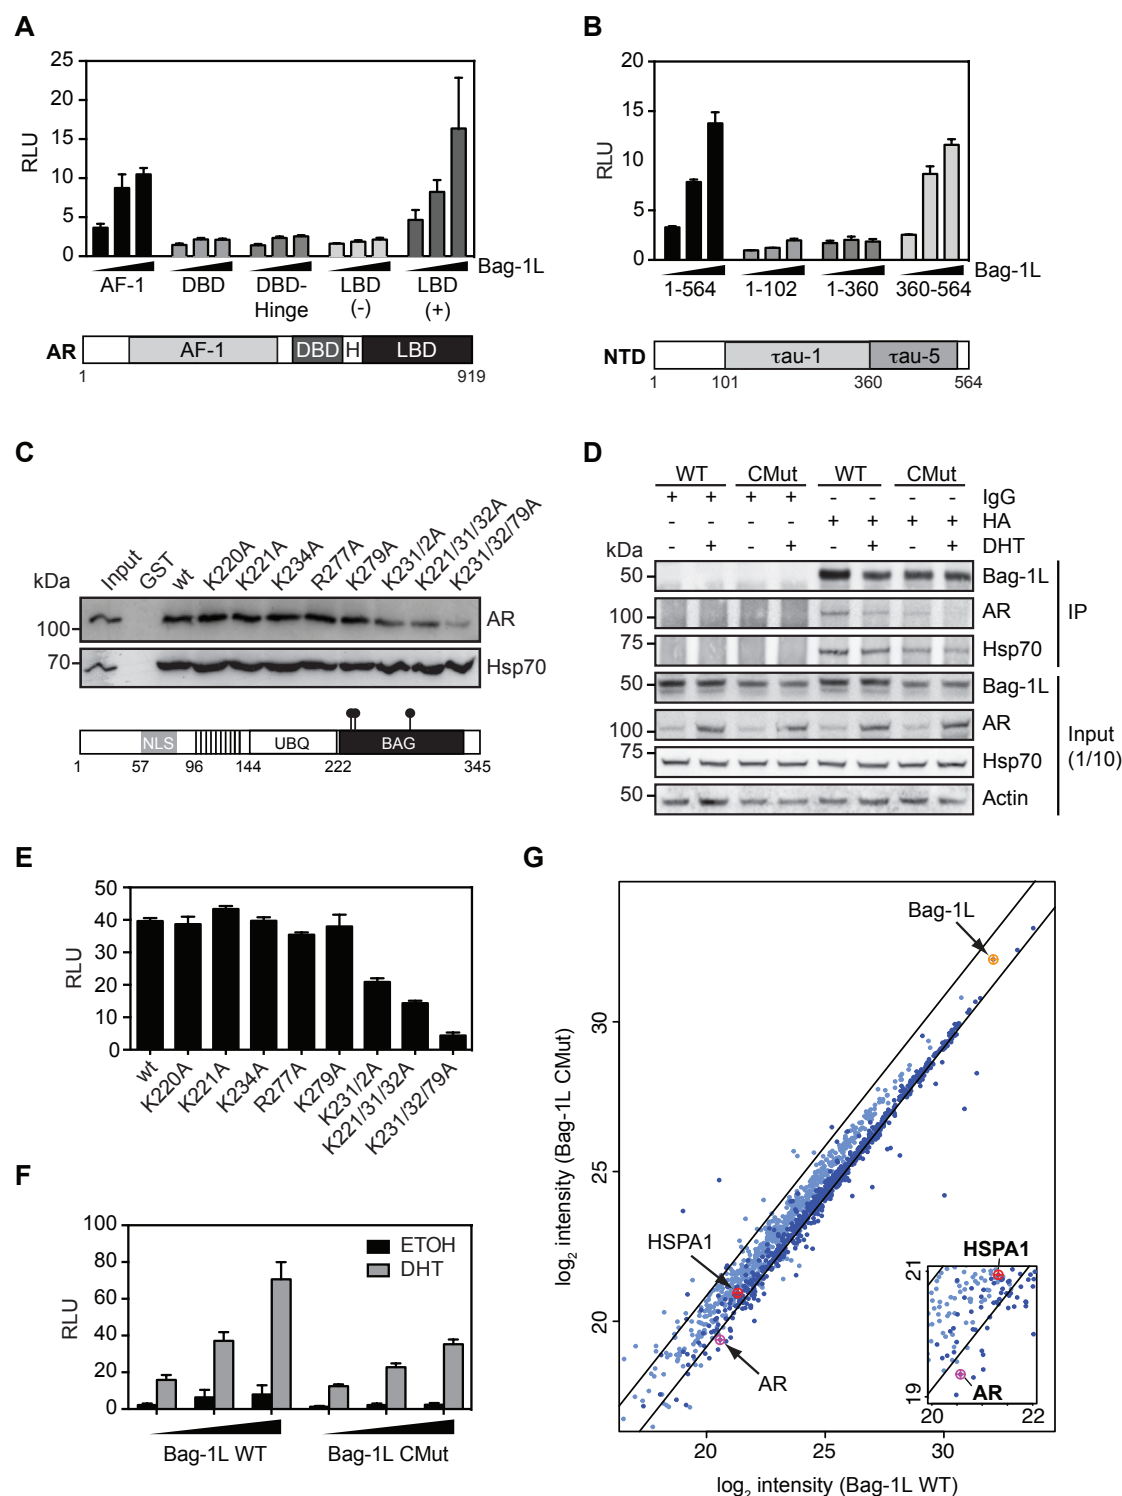 A
25
20
15
10
5
0
RLU
Bag-1L
AF-1
DBD
DBD-
Hinge
LBD
(-)
LBD
(+)
AR
AF-1
DBD
H
LBD
1
919
B
20
15
10
5
0
RLU
Bag-1L
1-564
1-102
1-360
360-564
NTD
τau-1
τau-5
1
101
360
564
C
kDa
Input
GST
wt
K220A
K221A
K234A
R277A
K279A
K231/2A
K221/31/32A
K231/32/79A
100
AR
70
Hsp70
NLS
UBQ
BAG
1
57
96
144
222
345
D
WT
CMut
WT
CMut
+ + + + - - - - IgG
- - - - + + + + HA
- + - + - + - + DHT
kDa
50
Bag-1L
100
AR
75
Hsp70
IP
50
Bag-1L
100
AR
75
Hsp70
50
Actin
Input
(1/10)
E
50
40
30
20
10
0
RLU
wt
K220A
K221A
K234A
R277A
K279A
K231/2A
K221/31/32A
K231/32/79A
F
100
80
60
40
20
0
RLU
ETOH
DHT
Bag-1L WT
Bag-1L CMut
G
log2 intensity (Bag-1L CMut)
30
25
20
Bag-1L
HSPA1
AR
HSPA1
21
19
AR
20
22
20
25
30
log2 intensity (Bag-1L WT)